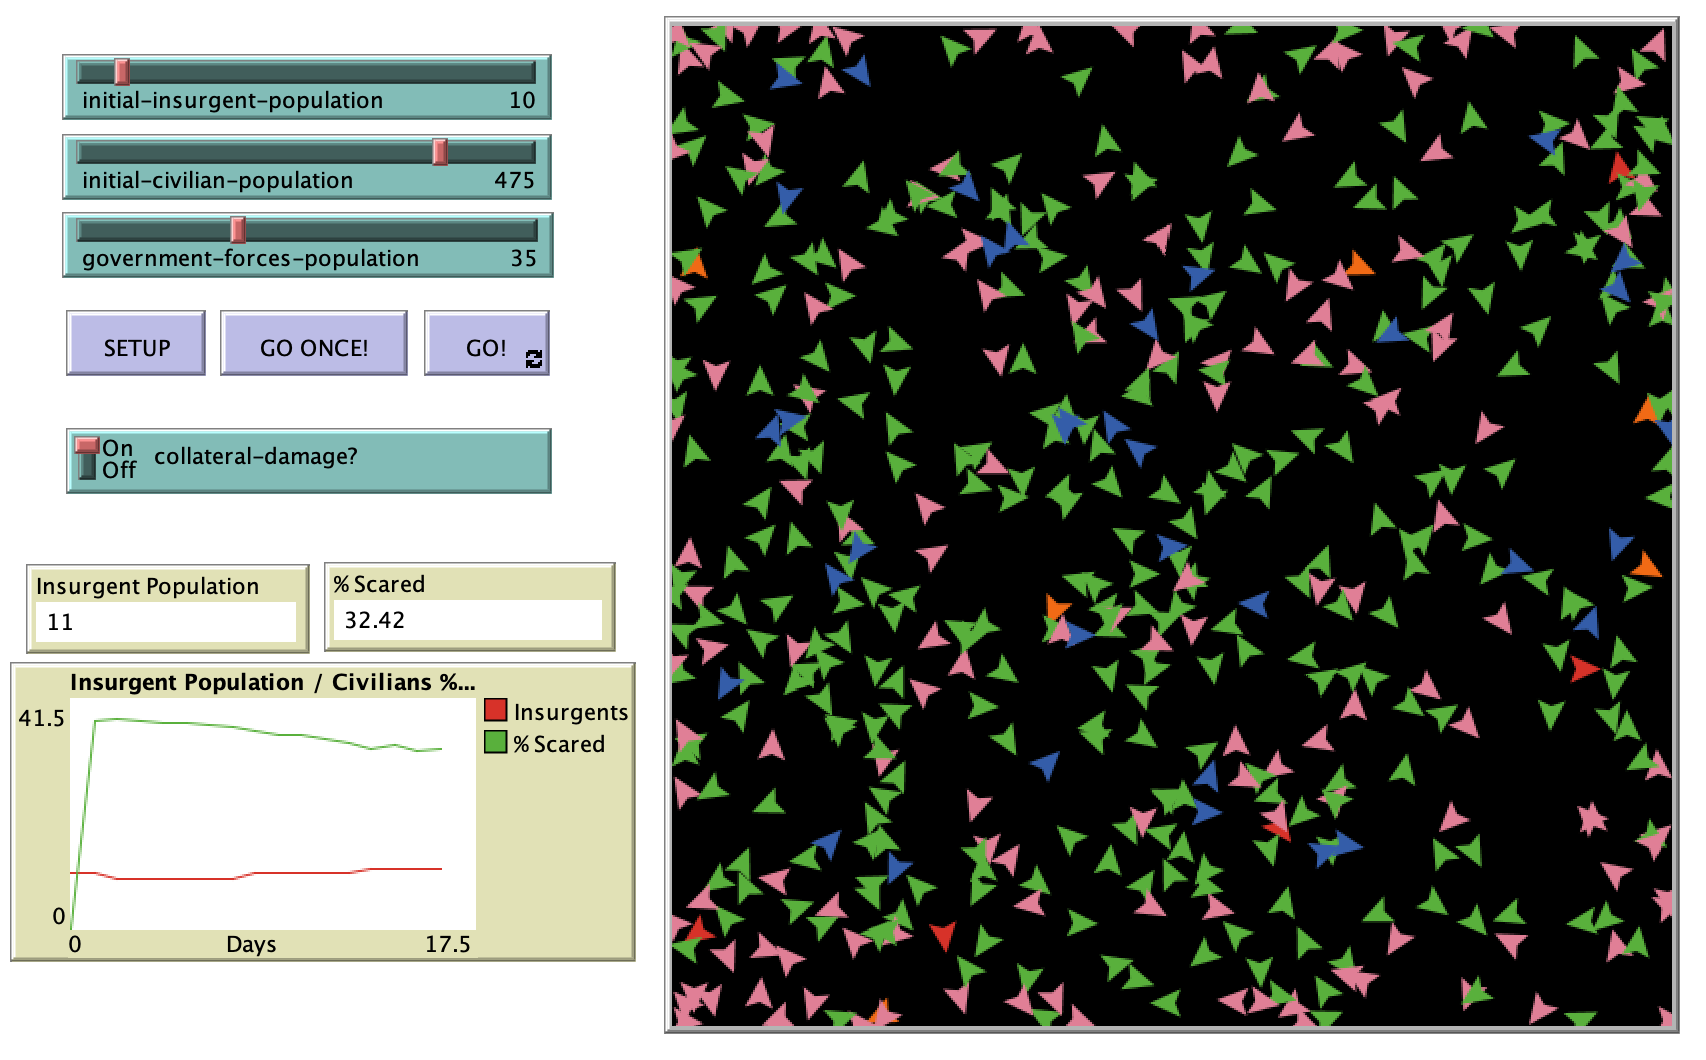 initial-insurgent-population 10
initial-civilian-population 475
government-forces-population 35
SETUP
GO ONCE!
GO!
On
Off
collateral-damage?
Insurgent Population
11
% Scared
32.42
Insurgent Population / Civilians %...
41.5
0
0
Days
17.5
Insurgents
% Scared